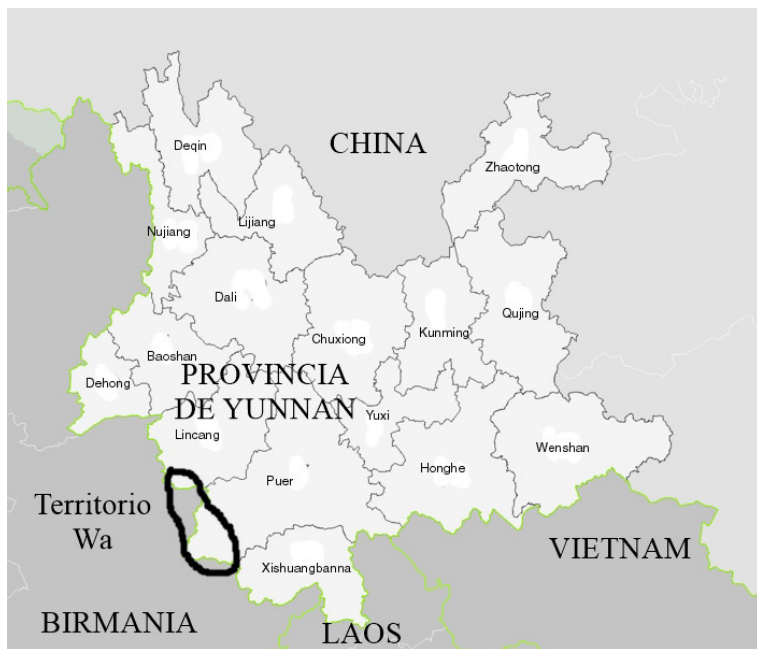 Deqin
CHINA
Zhaotong
Lijiang
Nujiang
Dali
Qujing
Kunming
Chuxiong
Baoshan
Dehong
PROVINCIA
DE YUNNAN
Yuxi
Lincang
Wenshan
Honghe
Puer
Territorio
Wa
VIETNAM
Xishuangbanna
BIRMANIA
LAOS